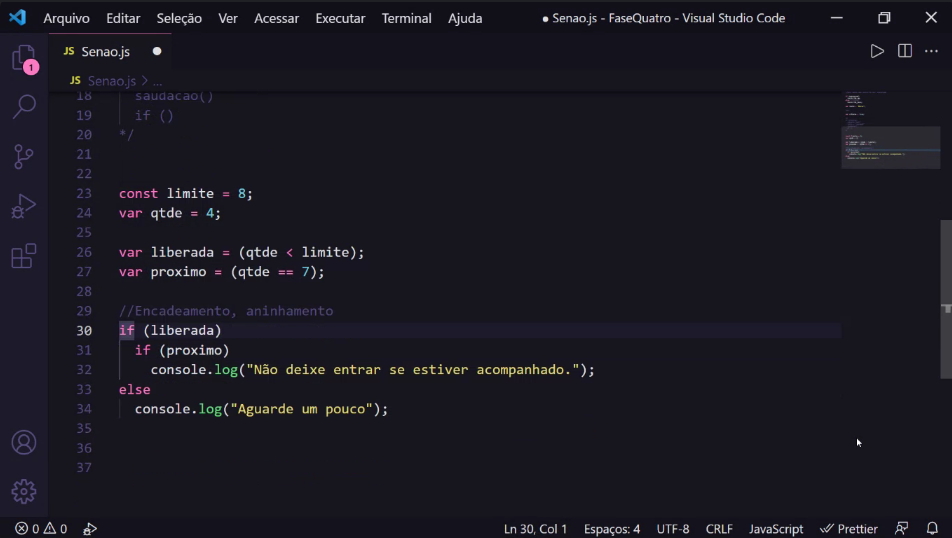 Arquivo Editar Seleção Ver Acessar Executar Terminal Ajuda ● Senao.js - FaseQuatro - Visual Studio Code
JS Senao.js ●
1
JS Senao.js > ...
18 saudacao()
19 if ()
20 */
21
22
23 const limite = 8;
24 var qtde = 4;
25
26 var liberada = (qtde < limite);
27 var proximo = (qtde == 7);
28
29 //Encadeamento, aninhamento
30 if (liberada)
31 if (proximo)
32 console.log("Não deixe entrar se estiver acompanhado.");
33 else
34 console.log("Aguarde um pouco");
35
36
37
0 0 Ln 30, Col 1 Espaços: 4 UTF-8 CRLF JavaScript Prettier